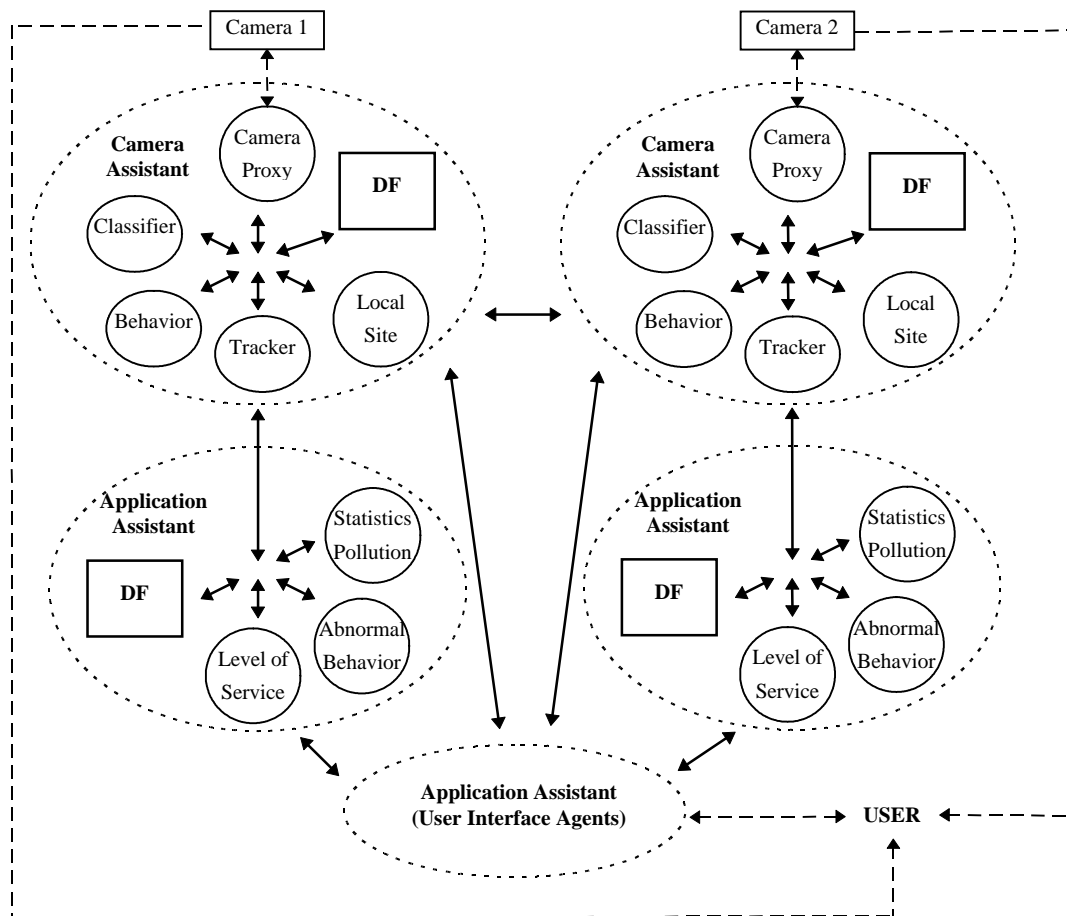 Camera 1
Camera 2
Camera
Assistant
Camera
Proxy
DF
Classifier
Behavior
Tracker
Local
Site
Camera
Assistant
Camera
Proxy
DF
Classifier
Behavior
Tracker
Local
Site
Application
Assistant
Statistics
Pollution
DF
Abnormal
Behavior
Level of
Service
Application
Assistant
Statistics
Pollution
DF
Abnormal
Behavior
Level of
Service
Application Assistant
(User Interface Agents)
USER